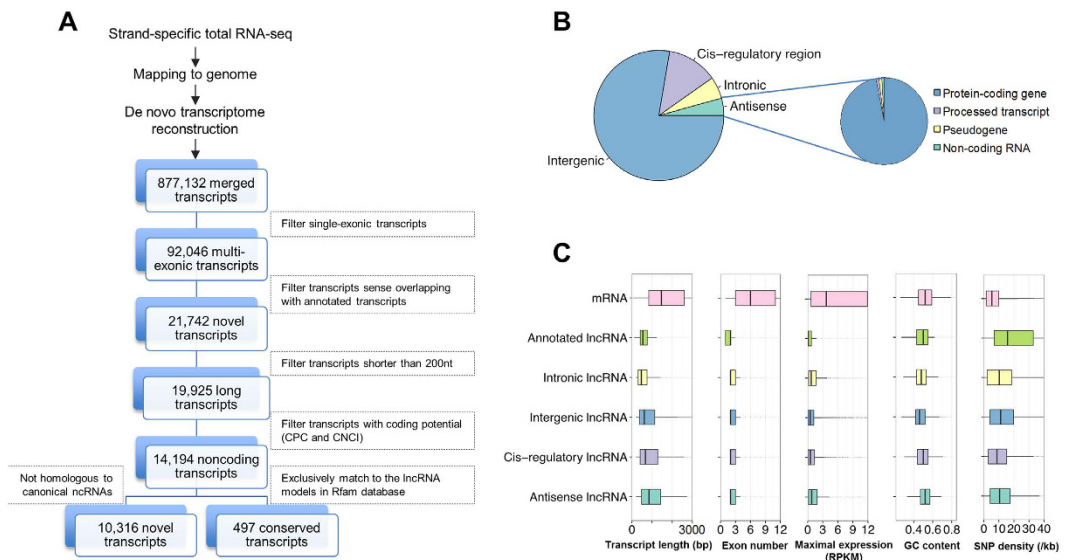 A
Strand-specific total RNA-seq
Mapping to genome
De novo transcriptome
reconstruction
877,132 merged
transcripts
Filter single-exonic transcripts
92,046 multi-
exonic transcripts
Filter transcripts sense overlapping
with annotated transcripts
21,742 novel
transcripts
Filter transcripts shorter than 200nt
19,925 long
transcripts
Filter transcripts with coding potential
(CPC and CNCI)
14,194 noncoding
transcripts
Not homologous to
canonical ncRNAs
Exclusively match to the lncRNA
models in Rfam database
10,316 novel
transcripts
497 conserved
transcripts
B
Cis–regulatory region
Intronic
Antisense
Intergenic
Protein-coding gene
Processed transcript
Pseudogene
Non-coding RNA
C
mRNA
Annotated lncRNA
Intronic lncRNA
Intergenic lncRNA
Cis–regulatory lncRNA
Antisense lncRNA
0 3000
Transcript length (bp)
0 3 6 9 12
Exon number
0 3 6 9 12
Maximal expression
(RPKM)
0.4 0.6 0.8
GC content
0 10 20 30 40
SNP density (/kb)